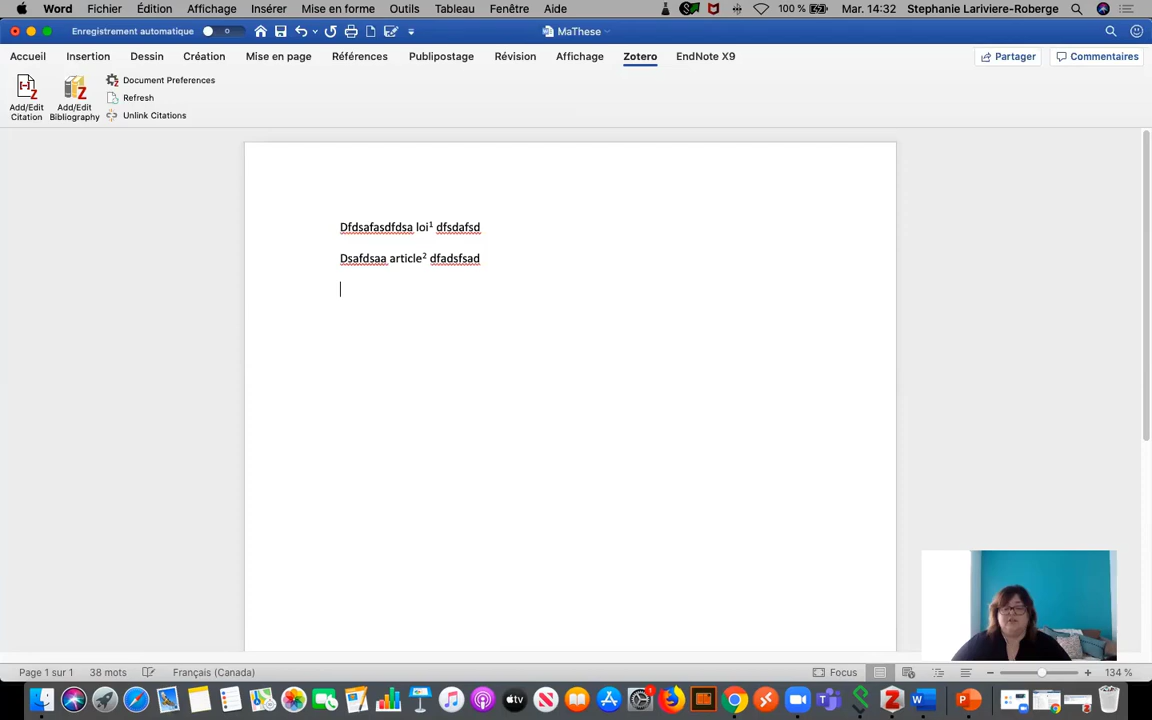 Word Fichier Édition Affichage Insérer Mise en forme Outils Tableau Fenêtre Aide 100 % Mar. 14:32 Stephanie Lariviere-Roberge
Enregistrement automatique MaThese
Accueil Insertion Dessin Création Mise en page Références Publipostage Révision Affichage Zotero EndNote X9 Partager Commentaires
Document Preferences
Refresh
Unlink Citations
Add/Edit Citation
Add/Edit Bibliography
Dfdsafasdfdsa loi¹ dfsdafsd
Dsafdsaa article² dfadsfsad
Page 1 sur 1 38 mots Français (Canada) Focus 134 %